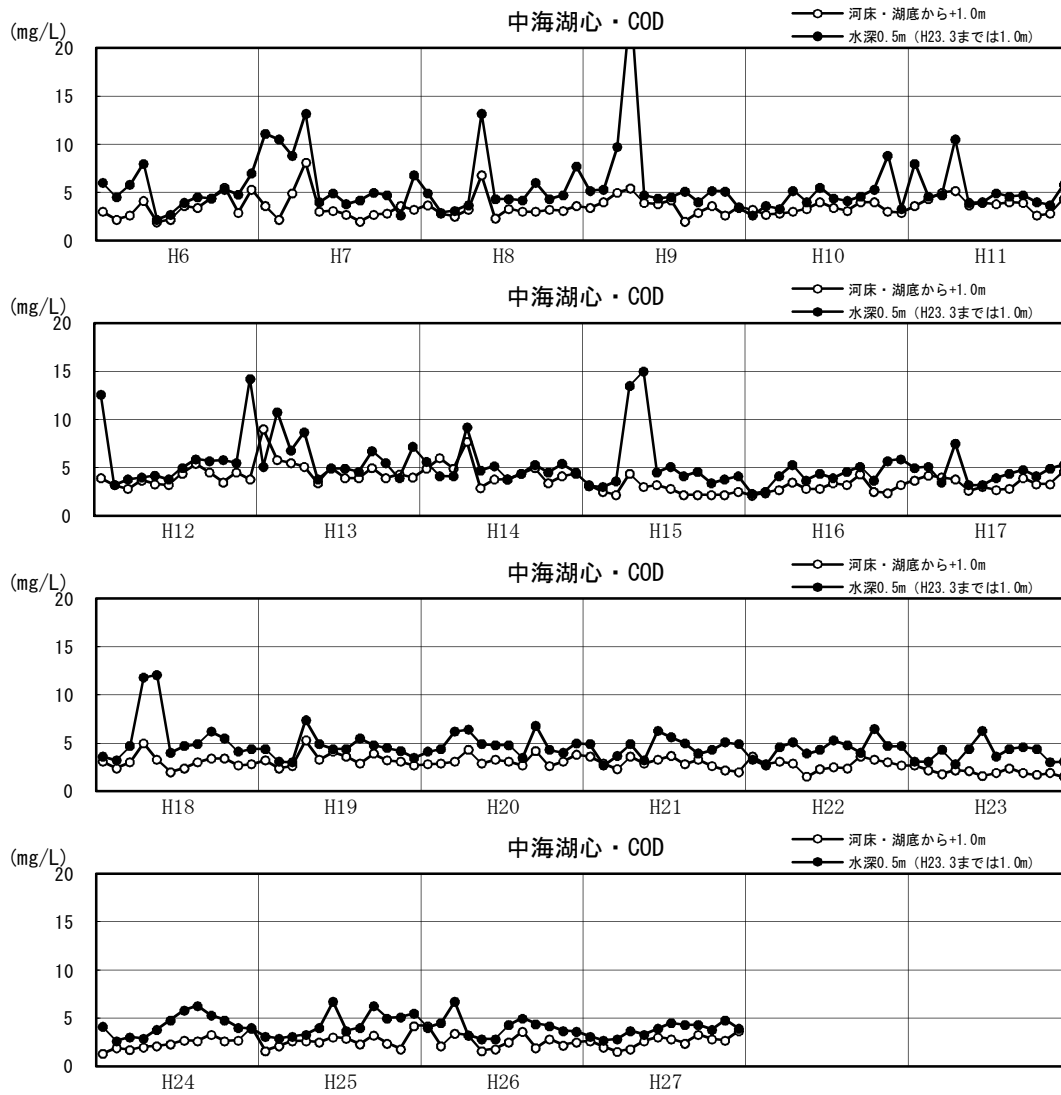 中海湖心・COD
(mg/L)
河床・湖底から+1.0m
水深0.5m (H23.3までは1.0m)
20
15
10
5
0
H6 H7 H8 H9 H10 H11
中海湖心・COD
(mg/L)
河床・湖底から+1.0m
水深0.5m (H23.3までは1.0m)
20
15
10
5
0
H12 H13 H14 H15 H16 H17
中海湖心・COD
(mg/L)
河床・湖底から+1.0m
水深0.5m (H23.3までは1.0m)
20
15
10
5
0
H18 H19 H20 H21 H22 H23
中海湖心・COD
(mg/L)
河床・湖底から+1.0m
水深0.5m (H23.3までは1.0m)
20
15
10
5
0
H24 H25 H26 H27